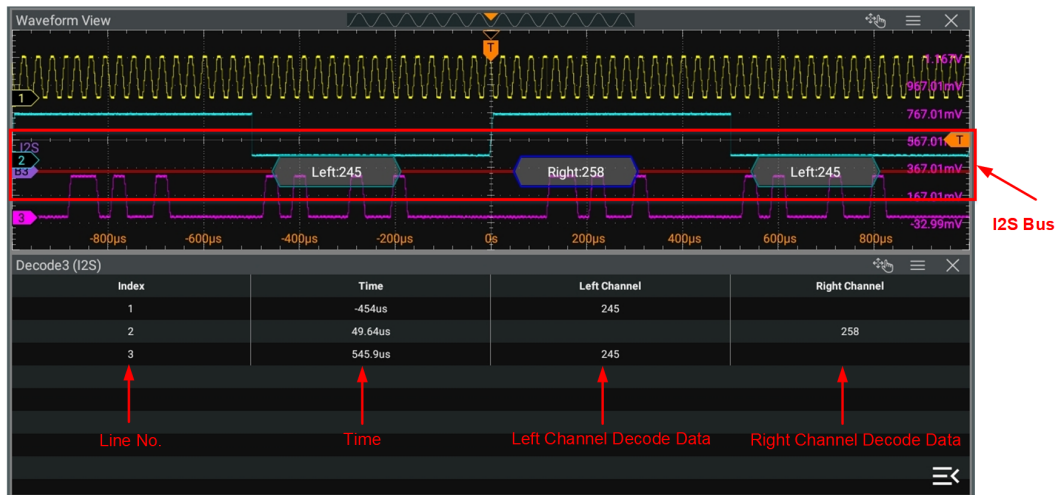 Waveform View
T
1.167V
967.01mV
1
767.01mV
I2S
567.01
T
2
B3
Left:245
Right:258
Left:245
367.01mV
167.01mV
3
-32.99mV
-800µs
-600µs
-400µs
-200µs
0s
200µs
400µs
600µs
800µs
I2S Bus
Decode3 (I2S)
Index Time Left Channel Right Channel
1 -454us 245
2 49.64us 258
3 545.9us 245
Line No. Time Left Channel Decode Data Right Channel Decode Data